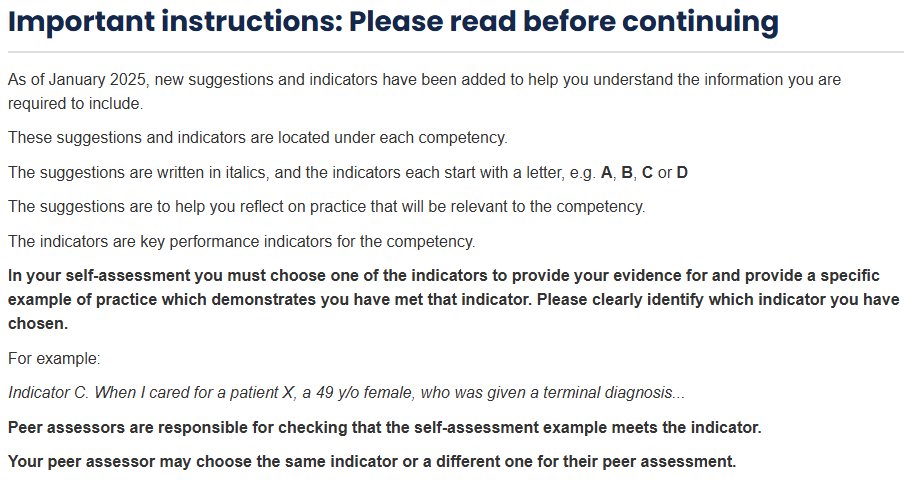 Important instructions: Please read before continuing
As of January 2025, new suggestions and indicators have been added to help you understand the information you are
required to include.
These suggestions and indicators are located under each competency.
The suggestions are written in italics, and the indicators each start with a letter, e.g. A, B, C or D
The suggestions are to help you reflect on practice that will be relevant to the competency.
The indicators are key performance indicators for the competency.
In your self-assessment you must choose one of the indicators to provide your evidence for and provide a specific
example of practice which demonstrates you have met that indicator. Please clearly identify which indicator you have
chosen.
For example:
Indicator C. When I cared for a patient X, a 49 y/o female, who was given a terminal diagnosis...
Peer assessors are responsible for checking that the self-assessment example meets the indicator.
Your peer assessor may choose the same indicator or a different one for their peer assessment.